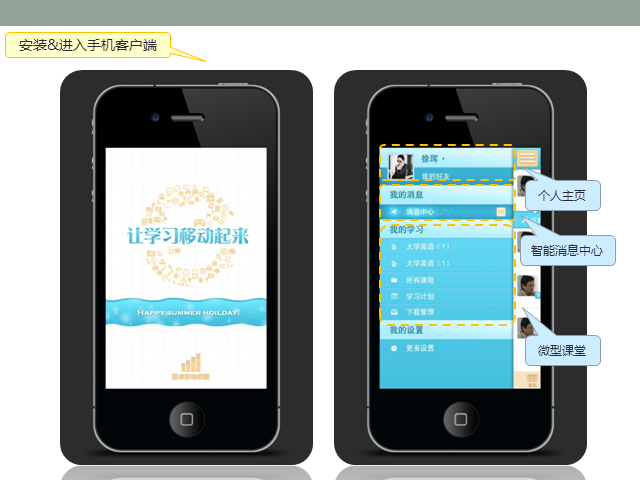 安装&进入手机客户端
让学习移动起来
HAPPY SUMMER HOILDAY!
徐珲
我的好友
我的消息
消息中心
我的学习
大学英语（1）
大学英语（1）
所有课程
学习计划
下载管理
我的设置
更多设置
个人主页
智能消息中心
微型课堂